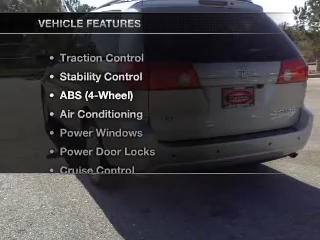 VEHICLE FEATURES
• Traction Control
• Stability Control
• ABS (4-Wheel)
• Air Conditioning
• Power Windows
• Power Door Locks
• Cruise Control